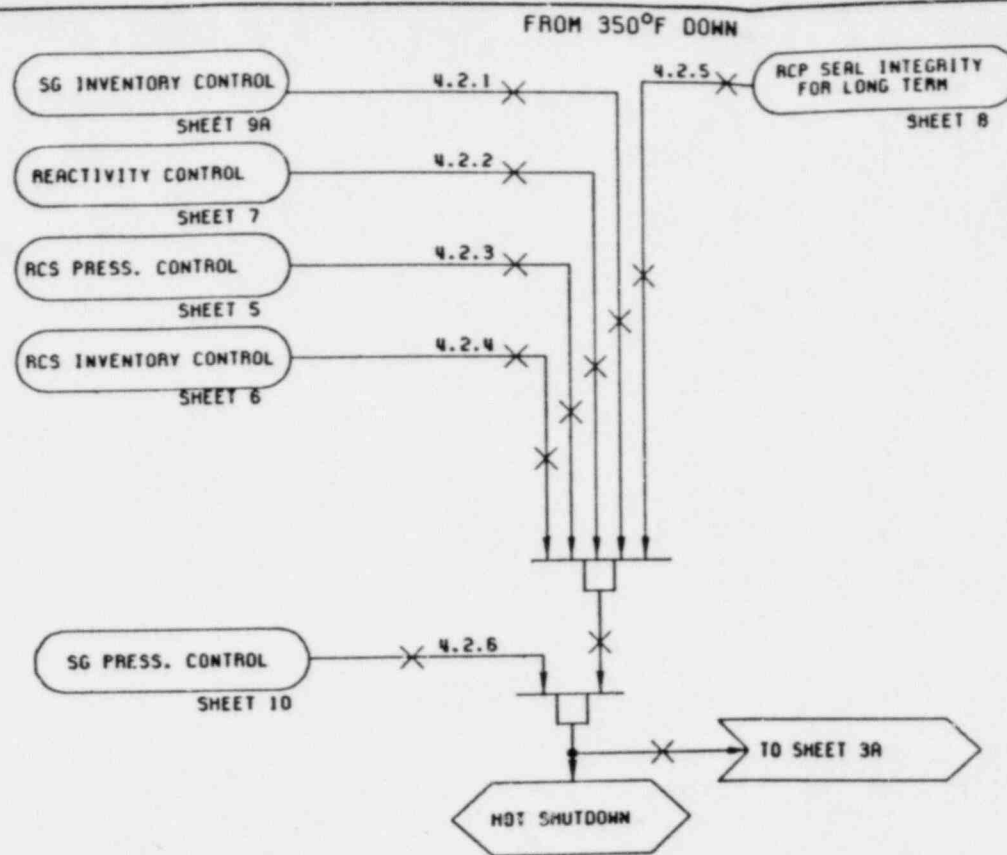 FROM 350°F DOWN
SG INVENTORY CONTROL
SHEET 9A
4.2.1
4.2.5
RCP SEAL INTEGRITY
FOR LONG TERM
SHEET 8
REACTIVITY CONTROL
SHEET 7
4.2.2
RCS PRESS. CONTROL
SHEET 5
4.2.3
RCS INVENTORY CONTROL
SHEET 6
4.2.4
SG PRESS. CONTROL
SHEET 10
4.2.6
TO SHEET 3A
HOT SHUTDOWN